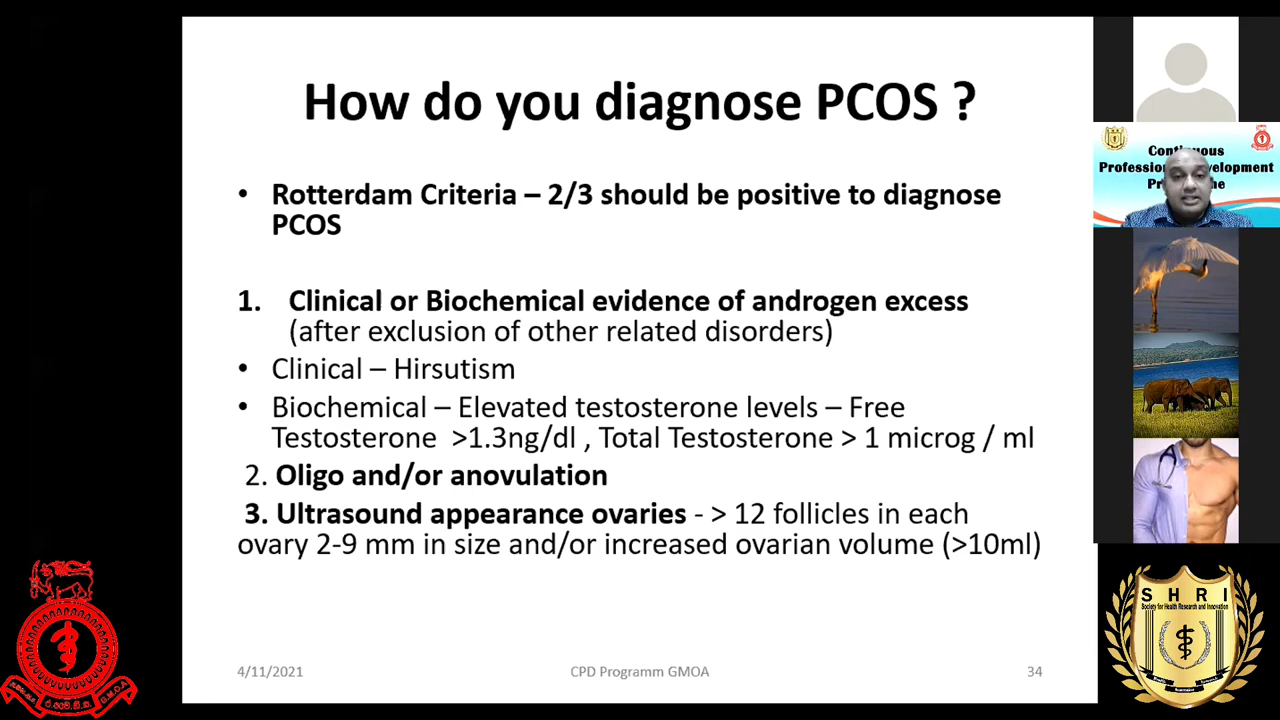 How do you diagnose PCOS ?
• Rotterdam Criteria – 2/3 should be positive to diagnose
PCOS
1. Clinical or Biochemical evidence of androgen excess
(after exclusion of other related disorders)
• Clinical – Hirsutism
• Biochemical – Elevated testosterone levels – Free
Testosterone >1.3ng/dl , Total Testosterone > 1 microg / ml
2. Oligo and/or anovulation
3. Ultrasound appearance ovaries - > 12 follicles in each
ovary 2-9 mm in size and/or increased ovarian volume (>10ml)
4/11/2021
CPD Programm GMOA
34
SHRI
Society for Health Research and Innovation
G.M.O.A.